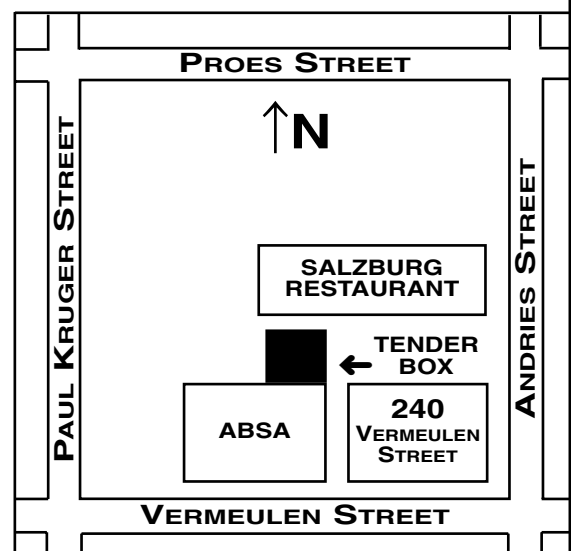 PROES STREET
N
PAUL KRUGER STREET
ANDRIES STREET
SALZBURG
RESTAURANT
TENDER
BOX
ABSA
240
VERMEULEN
STREET
VERMEULEN STREET